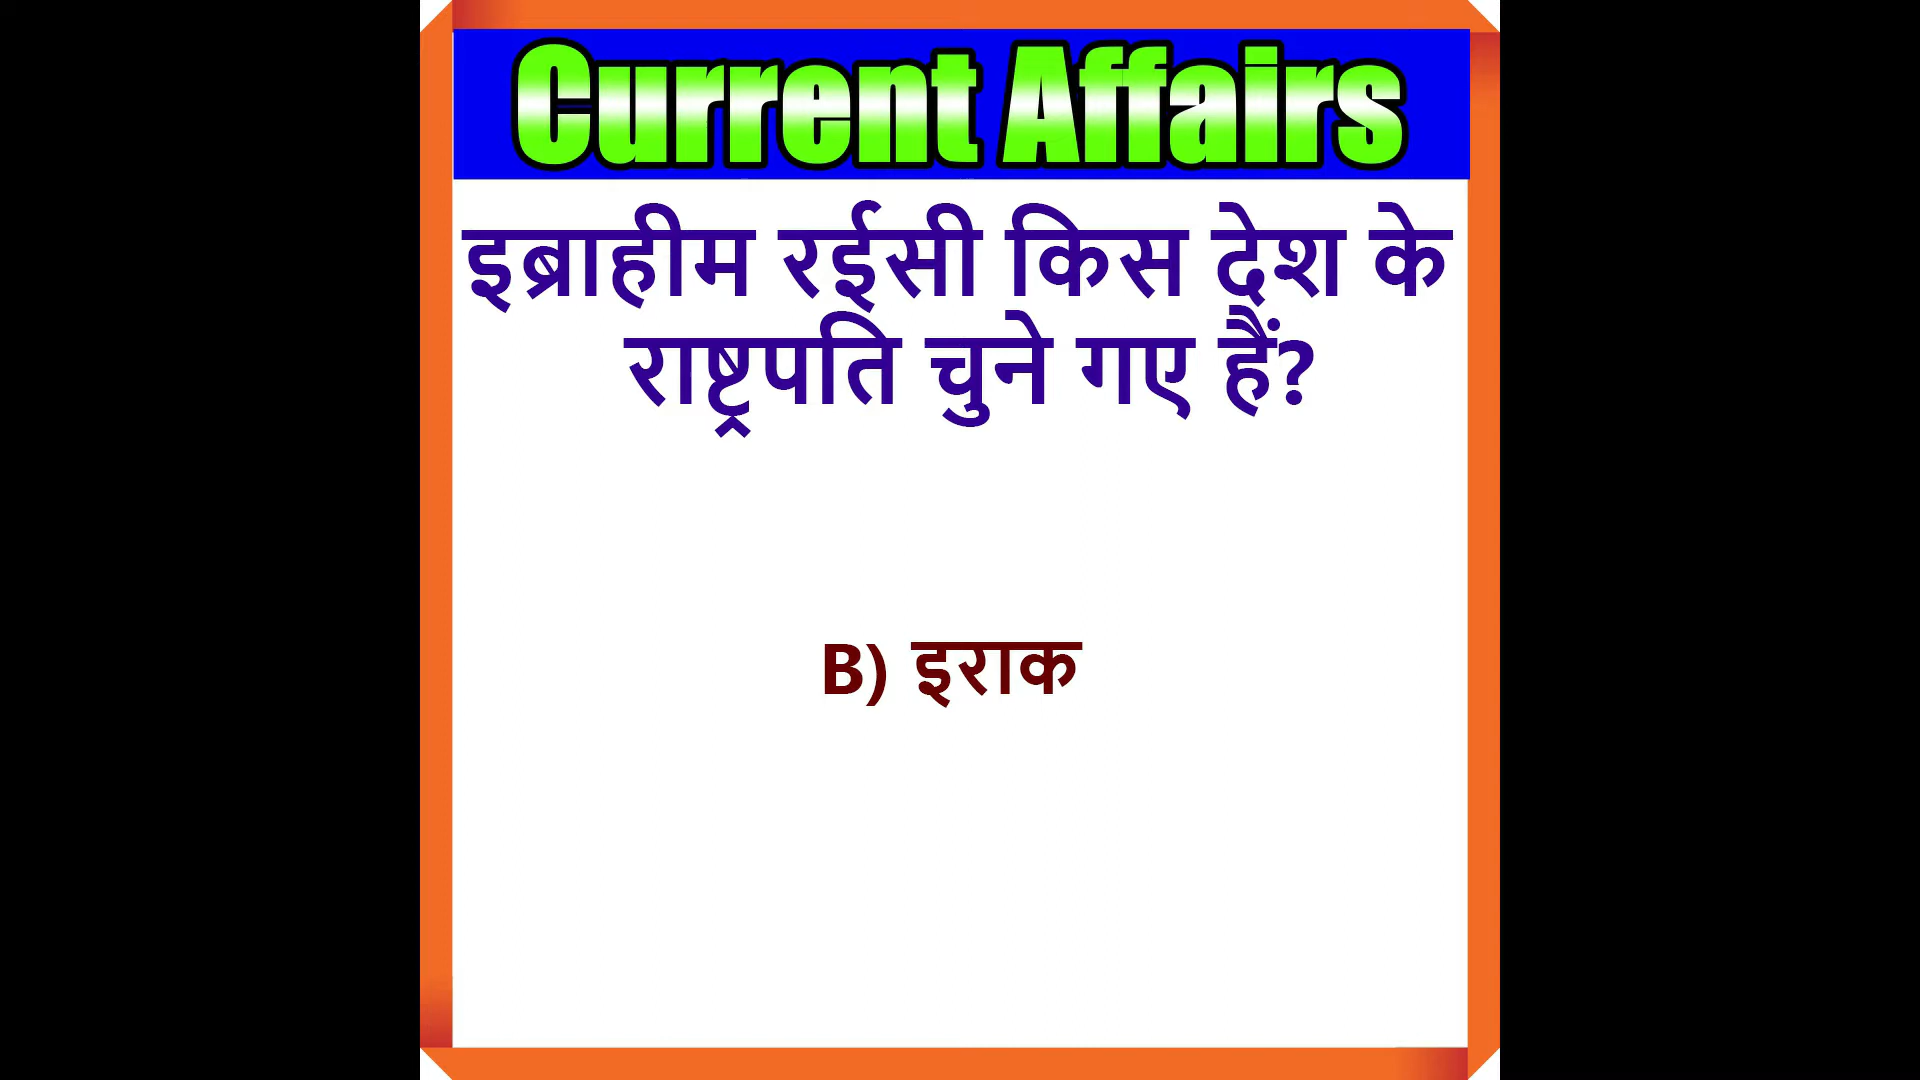 Current Affairs
इब्राहीम रईसी किस देश के
राष्ट्रपति चुने गए हैं?
B) इराक